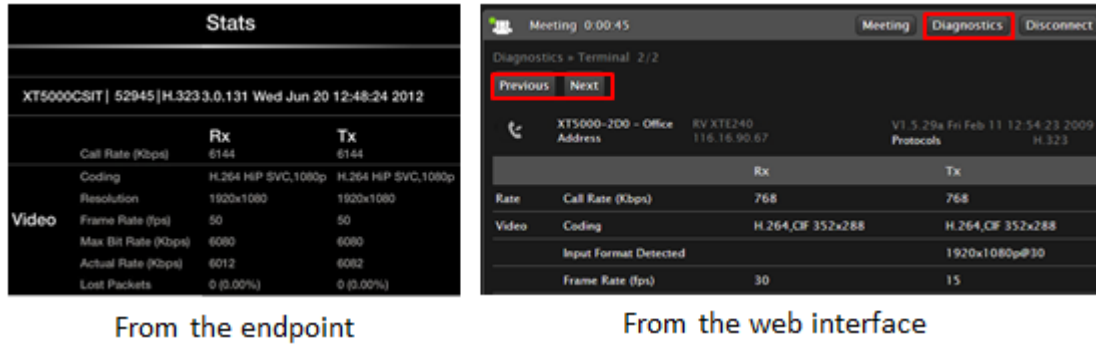 Stats
XT5000CSIT| 52945|H.323 3.0.131 Wed Jun 20 12:48:24 2012
Rx Tx
Call Rate (Kbps) 6144 6144
Coding H.264 HiP SVC,1080p H.264 HiP SVC,1080p
Resolution 1920x1080 1920x1080
Video Frame Rate (fps) 50 50
Max Bit Rate (Kbps) 6080 6080
Actual Rate (Kbps) 6012 6082
Lost Packets 0 (0.00%) 0 (0.00%)
From the endpoint
Meeting 0:00:45 Meeting Diagnostics Disconnect
Diagnostics » Terminal 2/2
Previous Next
XT5000-2D0 - Office RV XTE240 V1.5.29a Fri Feb 11 12:54:23 2009
Address 116.16.90.67 Protocols H.323
Rx Tx
Rate Call Rate (Kbps) 768 768
Video Coding H.264,CIF 352x288 H.264,CIF 352x288
Input Format Detected 1920x1080p@30
Frame Rate (fps) 30 15
From the web interface